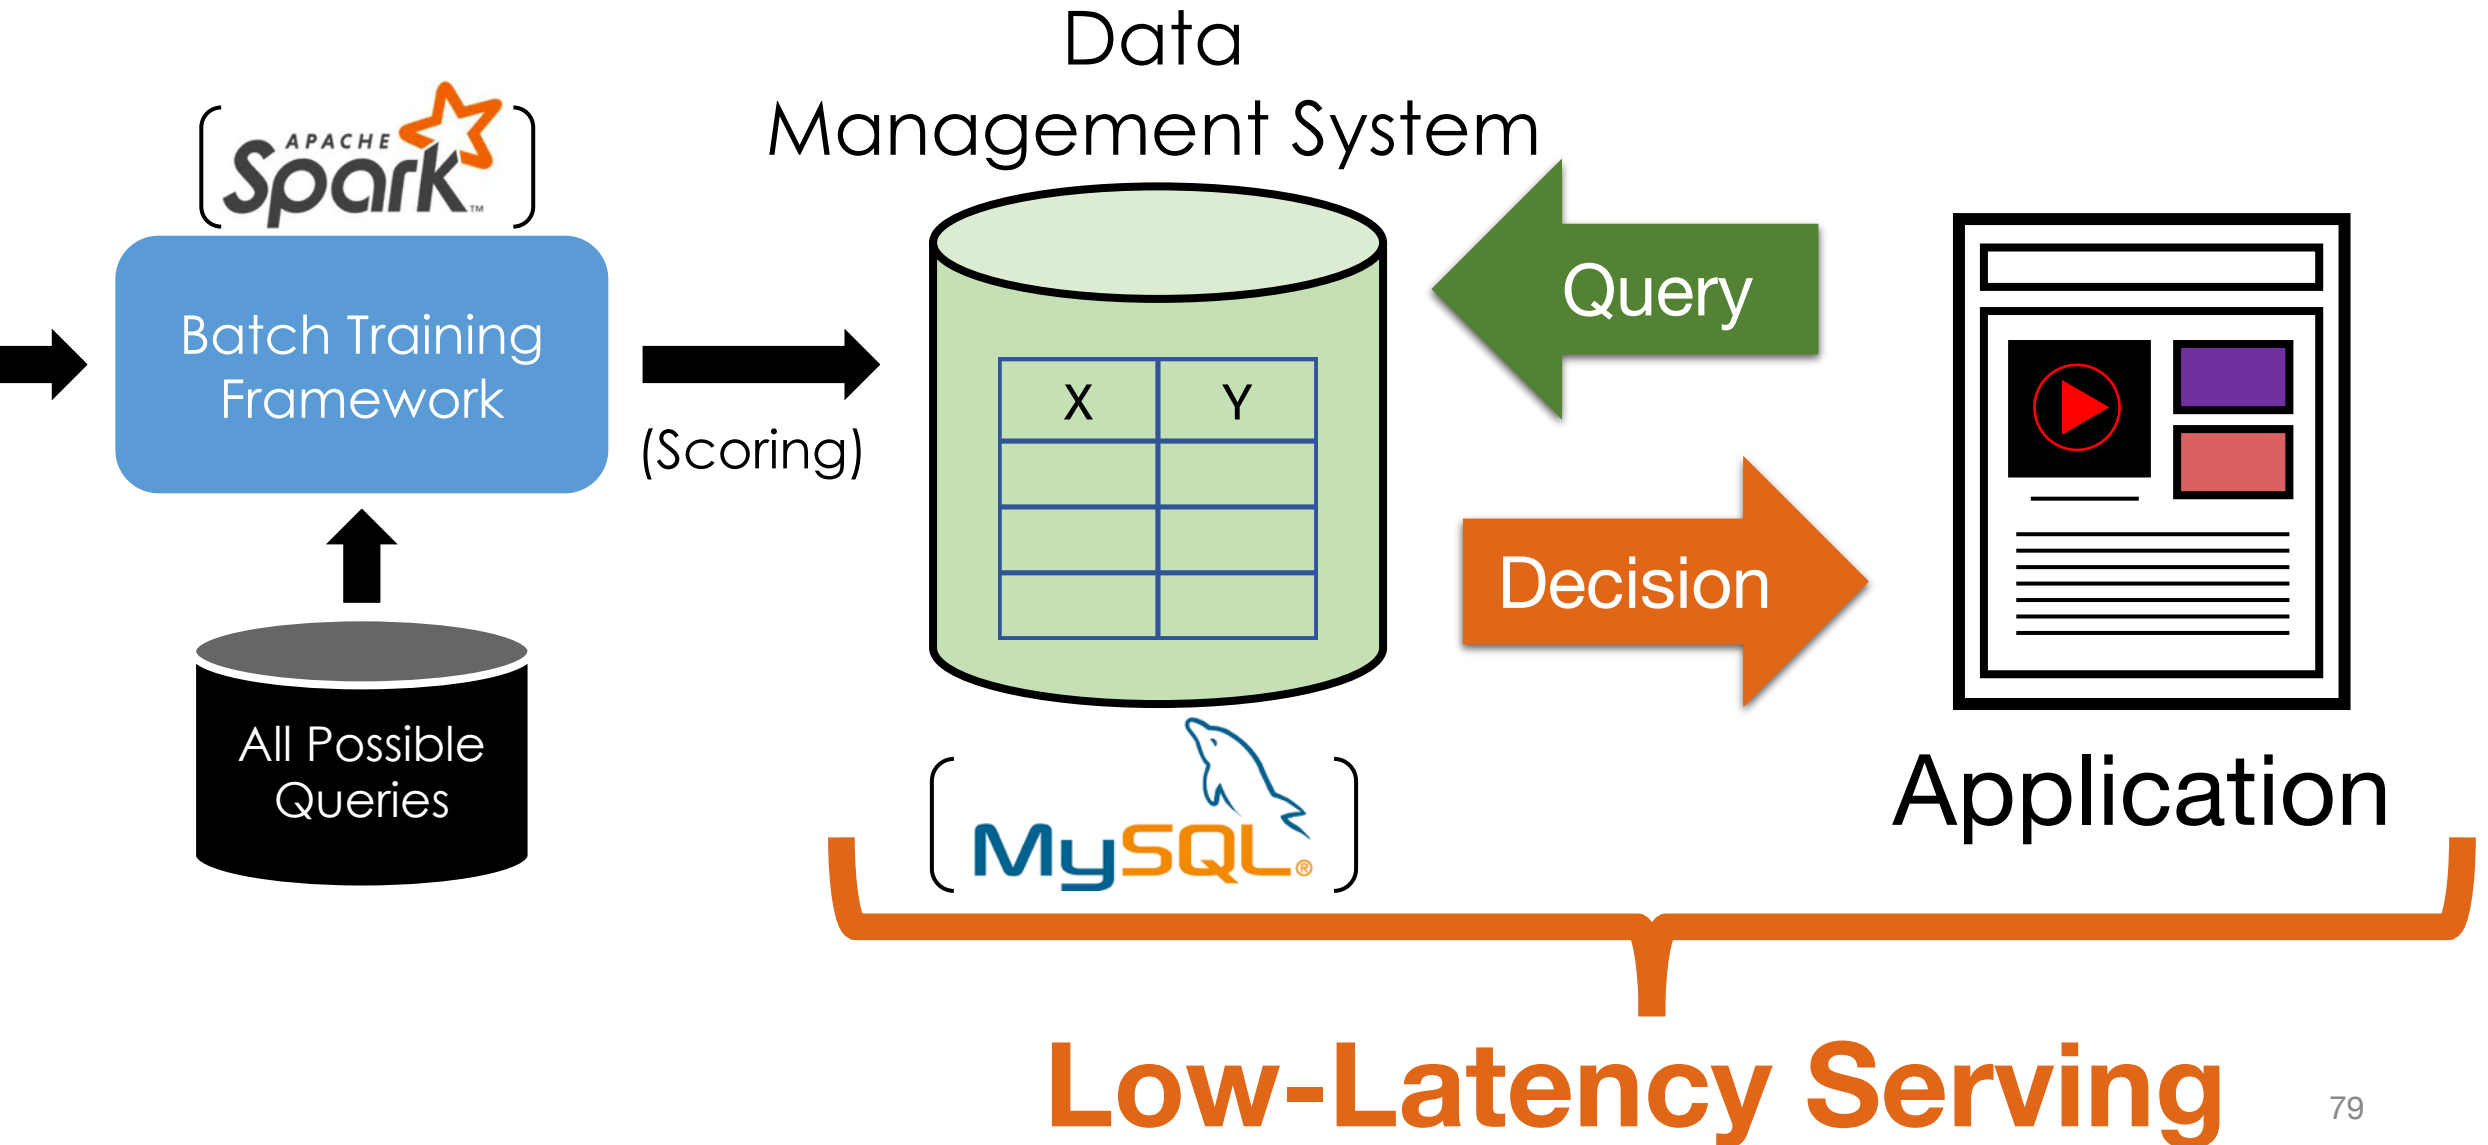 Data
Management System
APACHE
Spark™
Batch Training
Framework
(Scoring)
X Y
Query
Decision
All Possible
Queries
MySQL®
Application
Low-Latency Serving
79